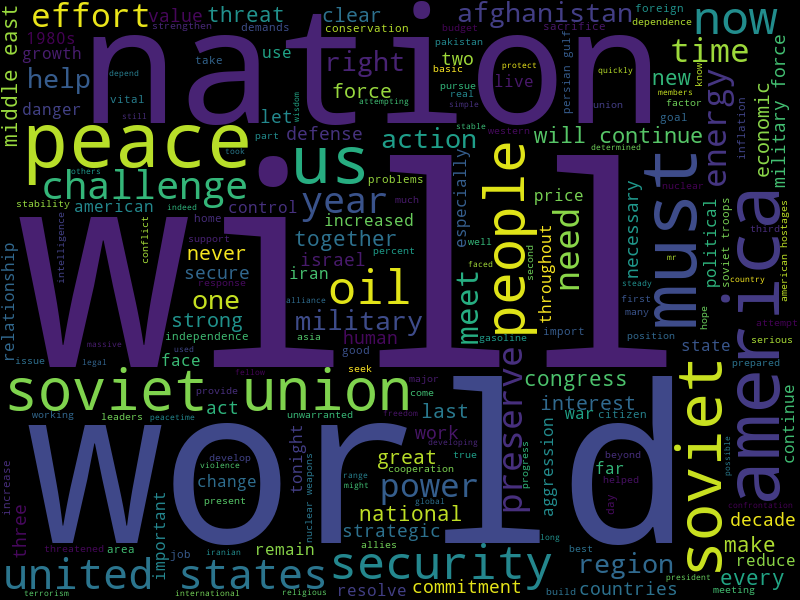 effort
value
threat
clear
afghanistan
foreign
dependence
now
strengthen
demands
conservation
budget
sacrifice
nation
middle east
1980s
growth
take
use
right
two
pakistan
basic
live
persian gulf
time
help
force
attempting
pursue
real
simple
quickly
protect
members
new
know
factor
danger
depend
vital
still
let
wisdom
part
defense
action
western
stable
union
determined
will continue
goal
energy
inflation
economic
military force
peace
took
us
others
challenge
problems
especially
people
stability
american
indeed
control
year
increased
much
price
need
necessary
must
nuclear
political
soviet troops
america
third
american hostages
relationship
intelligence
conflict
home
support
never
secure
response
together
israel
iran
percent
well
faced
second
throughout
meet
mr
country
steady
first
many
hope
will
one
oil
alliance
strong
military
independence
asia
human
gasoline
import
position
state
attempt
serious
prepared
issue
massive
legal
used
face
good
seek
soviet union
fellow
provide
act
unwarranted
major
come
preserve
congress
interest
war
citizen
soviet
continue
working
leaders
peacetime
last
freedom
work
developing
tonight
world
increase
three
develop
violence
change
present
great
cooperation
true
range
might
power
global
progress
aggression
beyond
far
helped
day
possible
confrontation
decade
nuclear weapons
national
strategic
important
threatened
area
job
iranian
remain
allies
long
best
region
make
reduce
president
every
meeting
united states
security
terrorism
international
religious
resolve
commitment
build
countries